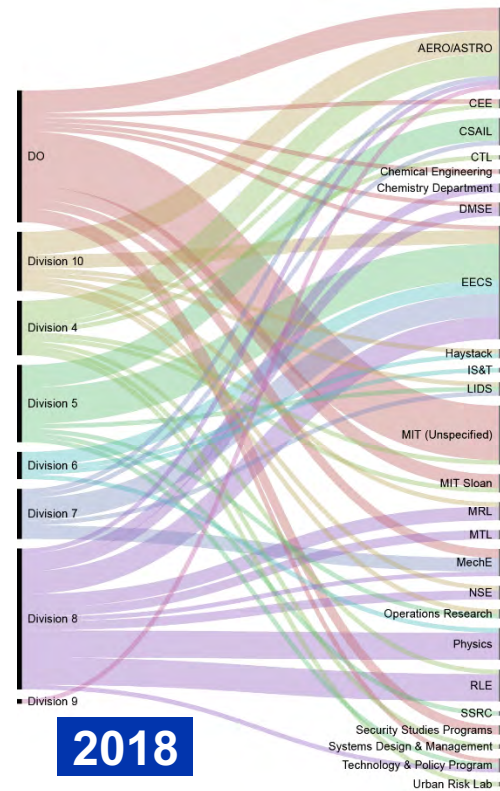 DO
Division 10
Division 4
Division 5
Division 6
Division 7
Division 8
Division 9
2018
AERO/ASTRO
CEE
CSAIL
CTL
Chemical Engineering
Chemistry Department
DMSE
EECS
Haystack
IS&T
LIDS
MIT (Unspecified)
MIT Sloan
MRL
MTL
MechE
NSE
Operations Research
Physics
RLE
SSRC
Security Studies Programs
Systems Design & Management
Technology & Policy Program
Urban Risk Lab